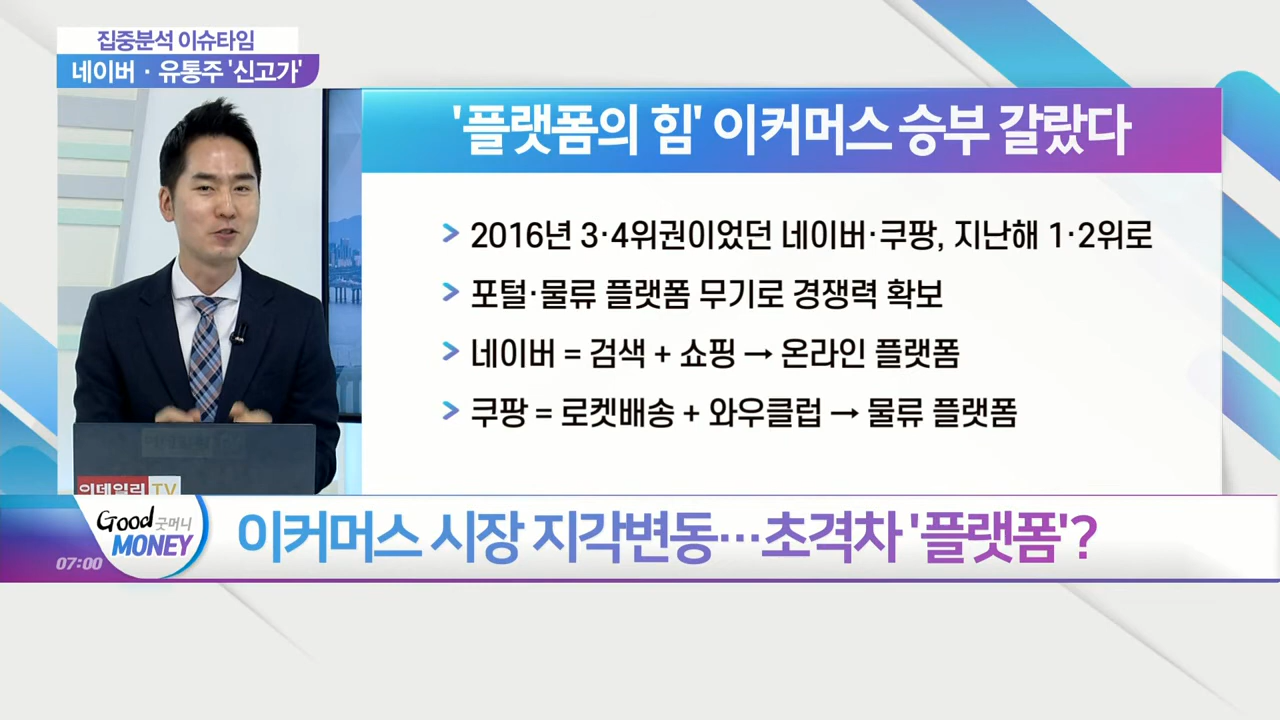 집중분석 이슈타임
네이버 · 유통주 '신고가'
'플랫폼의 힘' 이커머스 승부 갈랐다
> 2016년 3·4위권이었던 네이버·쿠팡, 지난해 1·2위로
> 포털·물류 플랫폼 무기로 경쟁력 확보
> 네이버 = 검색 + 쇼핑 → 온라인 플랫폼
> 쿠팡 = 로켓배송 + 와우클럽 → 물류 플랫폼
이데일리 TV
Good 굿머니
MONEY
07:00
이커머스 시장 지각변동…초격차 '플랫폼'?